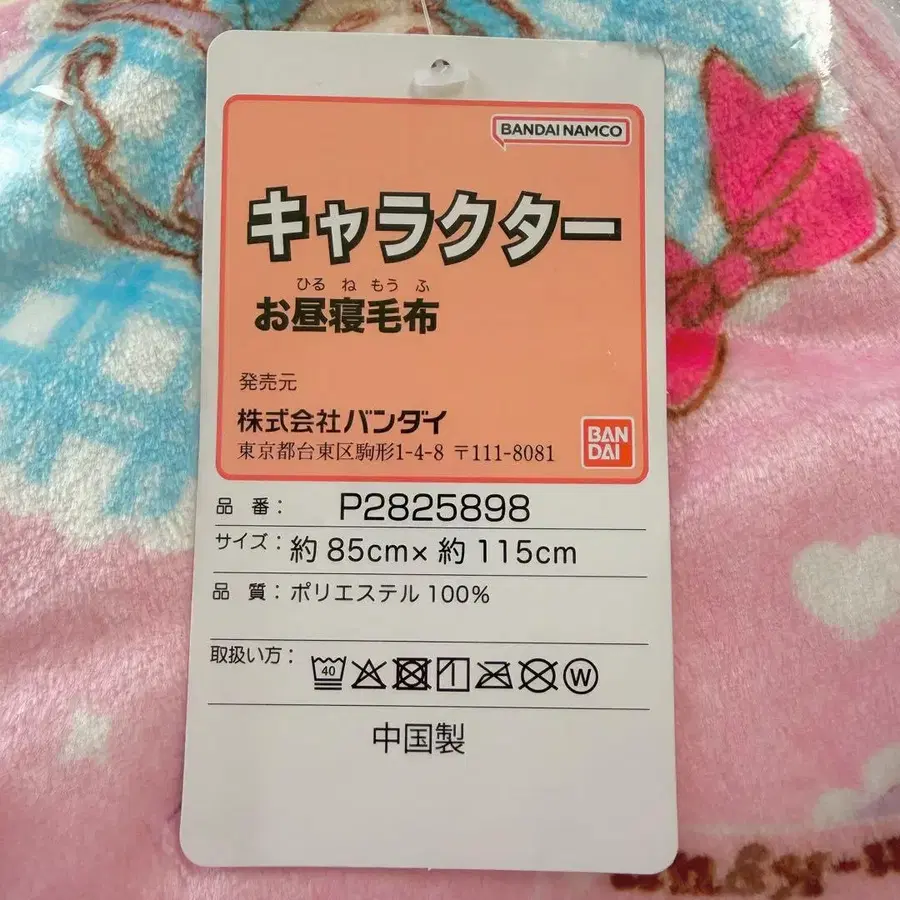 BANDAI NAMCO
キャラクター
ひる ね もう ふ
お昼寝毛布
発売元
株式会社バンダイ
東京都台東区駒形1-4-8 〒111-8081
BAN
DAI
品 番： P2825898
サイズ： 約 85cm× 約 115cm
品 質： ポリエステル 100%
取扱い方：
40
W
中国製